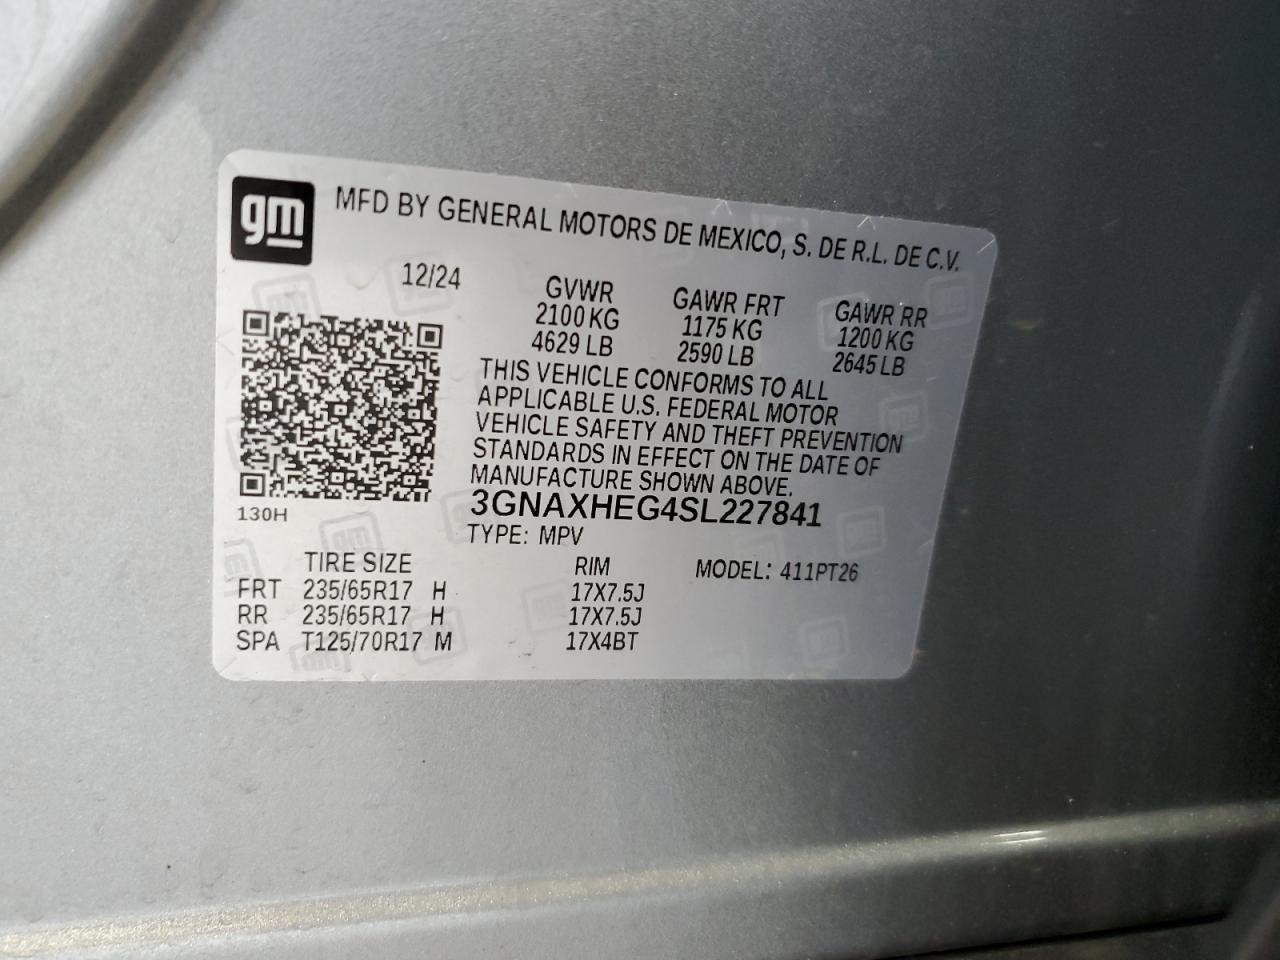 gm
MFD BY GENERAL MOTORS DE MEXICO, S. DE R.L. DE C.V.
12/24 GVWR GAWR FRT GAWR RR
2100 KG 1175 KG 1200 KG
4629 LB 2590 LB 2645 LB
THIS VEHICLE CONFORMS TO ALL
APPLICABLE U.S. FEDERAL MOTOR
VEHICLE SAFETY AND THEFT PREVENTION
STANDARDS IN EFFECT ON THE DATE OF
MANUFACTURE SHOWN ABOVE.
3GNAXHEG4SL227841
130H
TYPE: MPV
TIRE SIZE RIM MODEL: 411PT26
FRT 235/65R17 H 17X7.5J
RR 235/65R17 H 17X7.5J
SPA T125/70R17 M 17X4BT